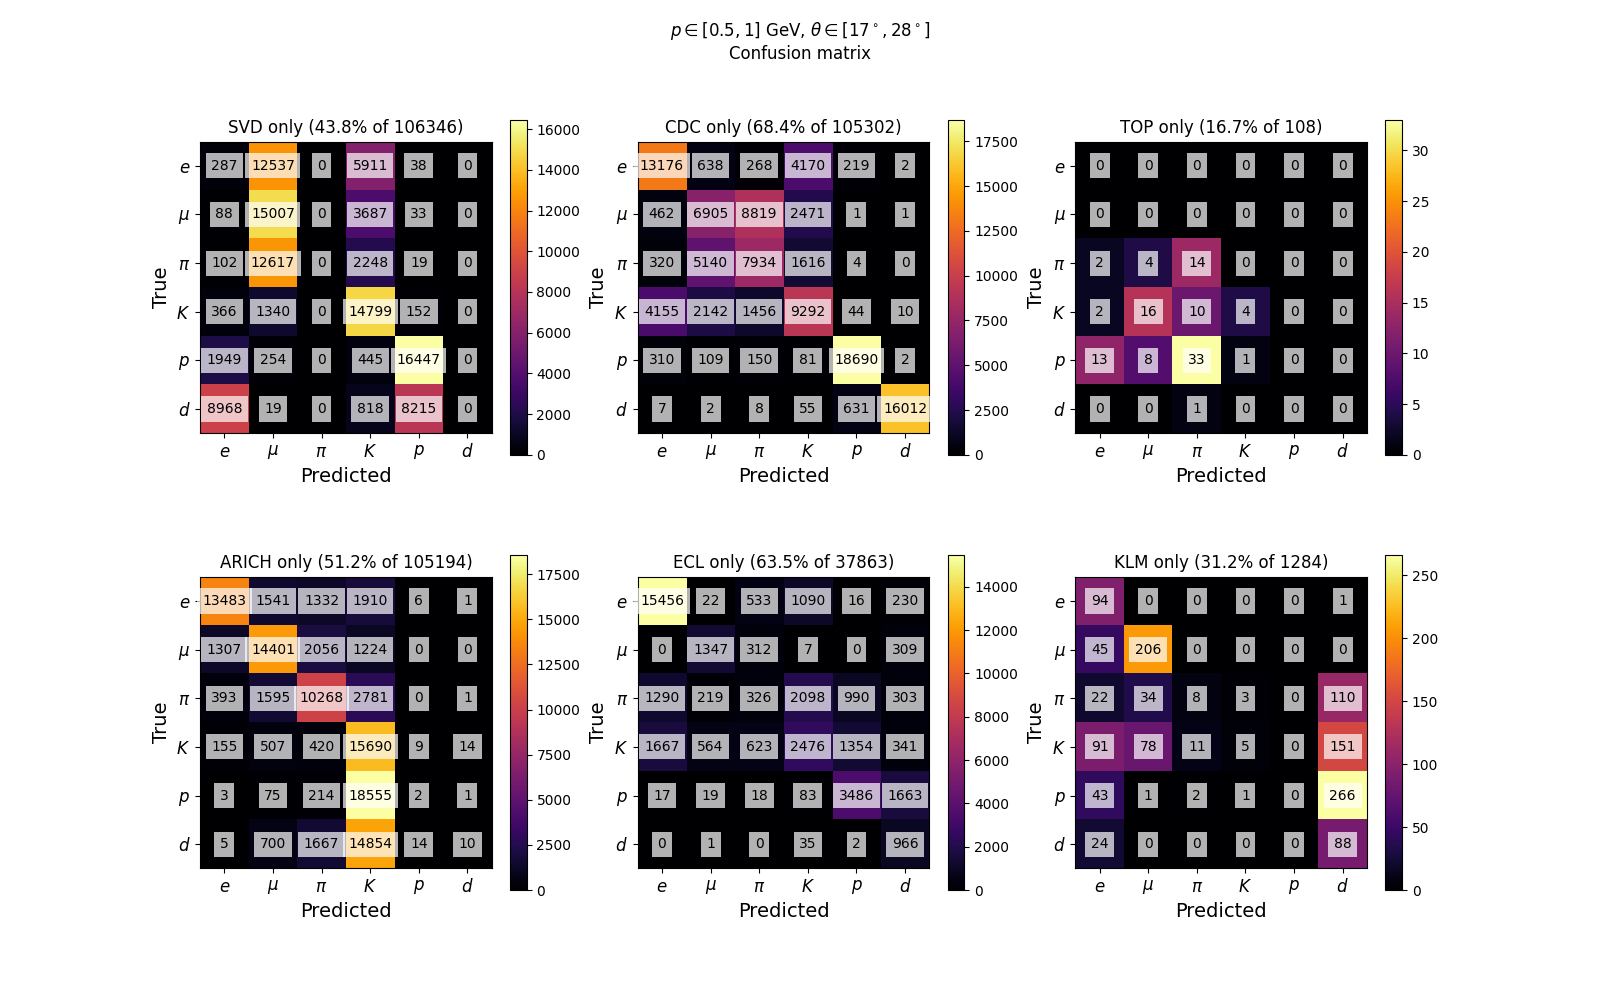 p ∈ [0.5, 1] GeV, θ ∈ [17°, 28°]
Confusion matrix
SVD only (43.8% of 106346)
e 287 12537 0 5911 38 0
μ 88 15007 0 3687 33 0
π 102 12617 0 2248 19 0
K 366 1340 0 14799 152 0
p 1949 254 0 445 16447 0
d 8968 19 0 818 8215 0
e μ π K p d
True
Predicted
16000
14000
12000
10000
8000
6000
4000
2000
0
CDC only (68.4% of 105302)
e 13176 638 268 4170 219 2
μ 462 6905 8819 2471 1 1
π 320 5140 7934 1616 4 0
K 4155 2142 1456 9292 44 10
p 310 109 150 81 18690 2
d 7 2 8 55 631 16012
e μ π K p d
True
Predicted
17500
15000
12500
10000
7500
5000
2500
0
TOP only (16.7% of 108)
e 0 0 0 0 0 0
μ 0 0 0 0 0 0
π 2 4 14 0 0 0
K 2 16 10 4 0 0
p 13 8 33 1 0 0
d 0 0 1 0 0 0
e μ π K p d
True
Predicted
30
25
20
15
10
5
0
ARICH only (51.2% of 105194)
e 13483 1541 1332 1910 6 1
μ 1307 14401 2056 1224 0 0
π 393 1595 10268 2781 0 1
K 155 507 420 15690 9 14
p 3 75 214 18555 2 1
d 5 700 1667 14854 14 10
e μ π K p d
True
Predicted
17500
15000
12500
10000
7500
5000
2500
0
ECL only (63.5% of 37863)
e 15456 22 533 1090 16 230
μ 0 1347 312 7 0 309
π 1290 219 326 2098 990 303
K 1667 564 623 2476 1354 341
p 17 19 18 83 3486 1663
d 0 1 0 35 2 966
e μ π K p d
True
Predicted
14000
12000
10000
8000
6000
4000
2000
0
KLM only (31.2% of 1284)
e 94 0 0 0 0 1
μ 45 206 0 0 0 0
π 22 34 8 3 0 110
K 91 78 11 5 0 151
p 43 1 2 1 0 266
d 24 0 0 0 0 88
e μ π K p d
True
Predicted
250
200
150
100
50
0